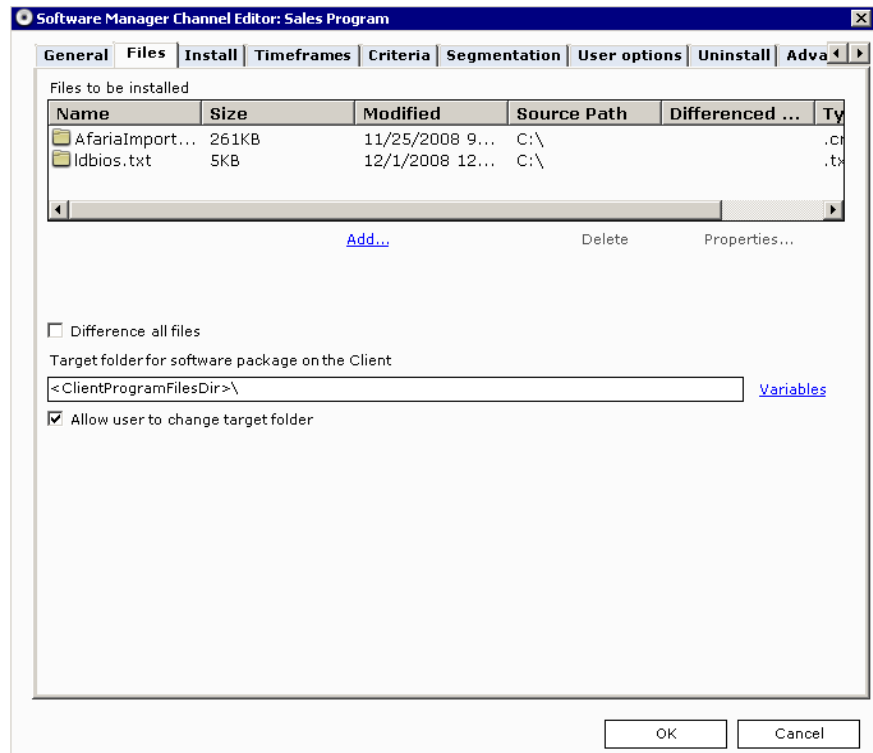 Software Manager Channel Editor: Sales Program
General Files Install Timeframes Criteria Segmentation User options Uninstall Adva
Files to be installed
Name Size Modified Source Path Differenced ... Ty
AfariaImport... 261KB 11/25/2008 9... C:\ .cr
ldbios.txt 5KB 12/1/2008 12... C:\ .tx
Add... Delete Properties...
Difference all files
Target folder for software package on the Client
<ClientProgramFilesDir>\ Variables
Allow user to change target folder
OK Cancel